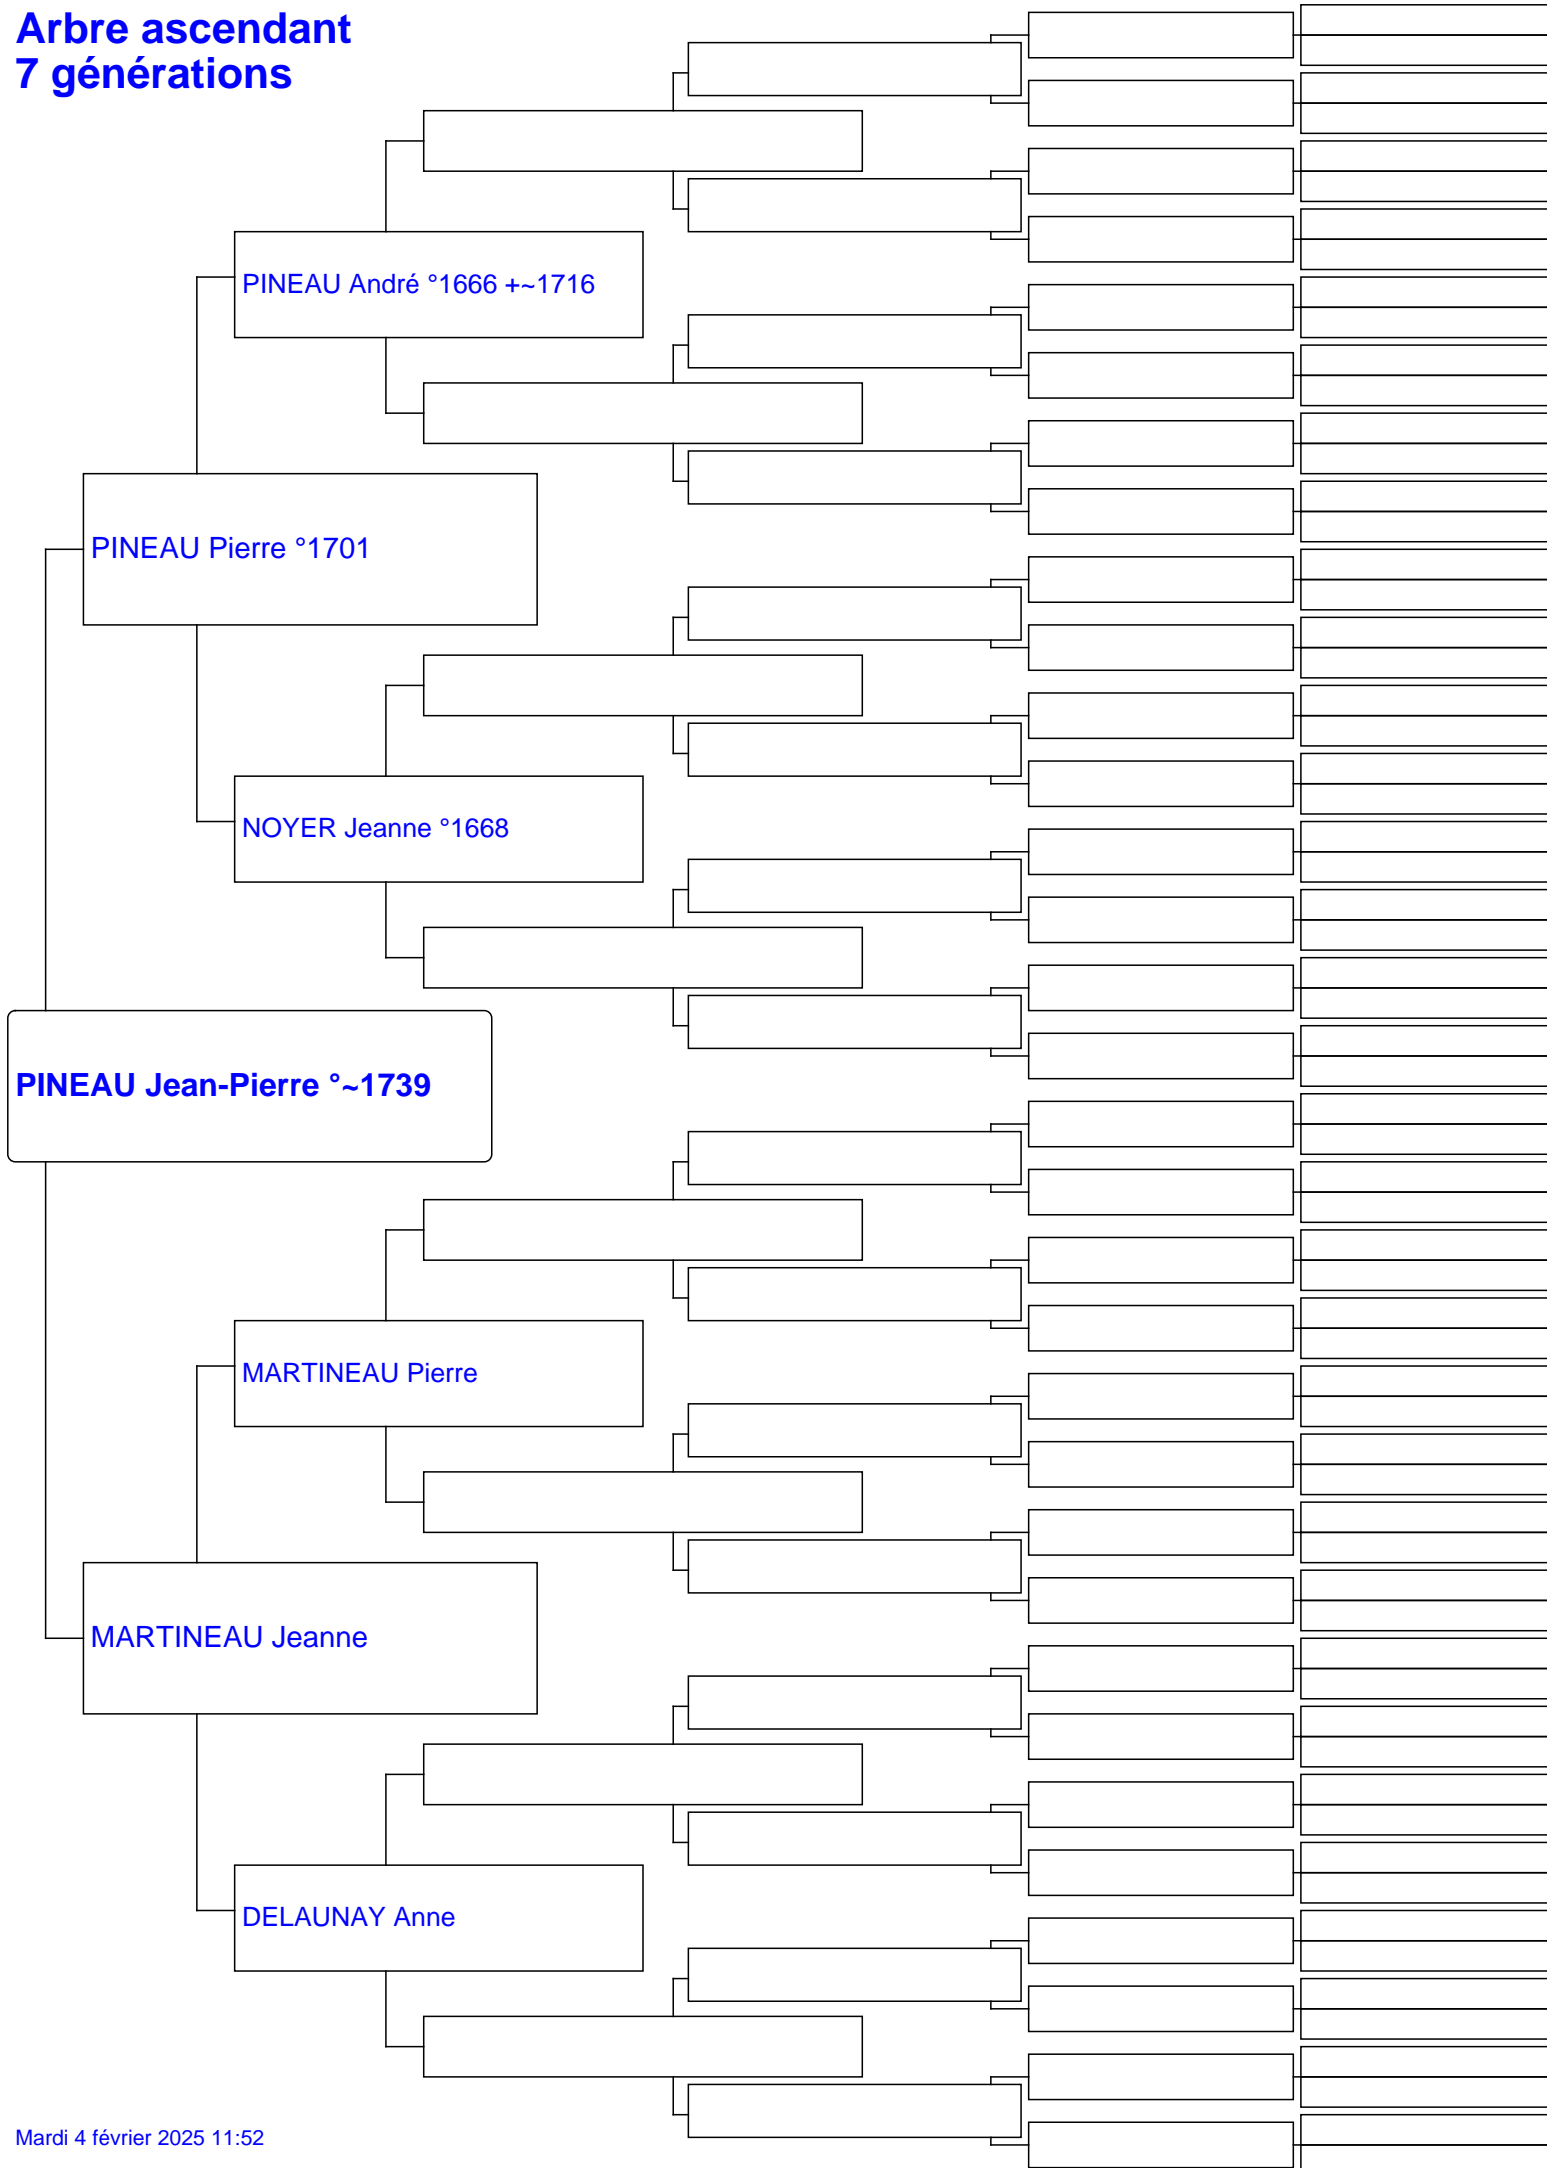 Arbre ascendant
7 générations
PINEAU André °1666 +~1716
PINEAU Pierre °1701
NOYER Jeanne °1668
PINEAU Jean-Pierre °~1739
MARTINEAU Pierre
MARTINEAU Jeanne
DELAUNAY Anne
Mardi 4 février 2025 11:52